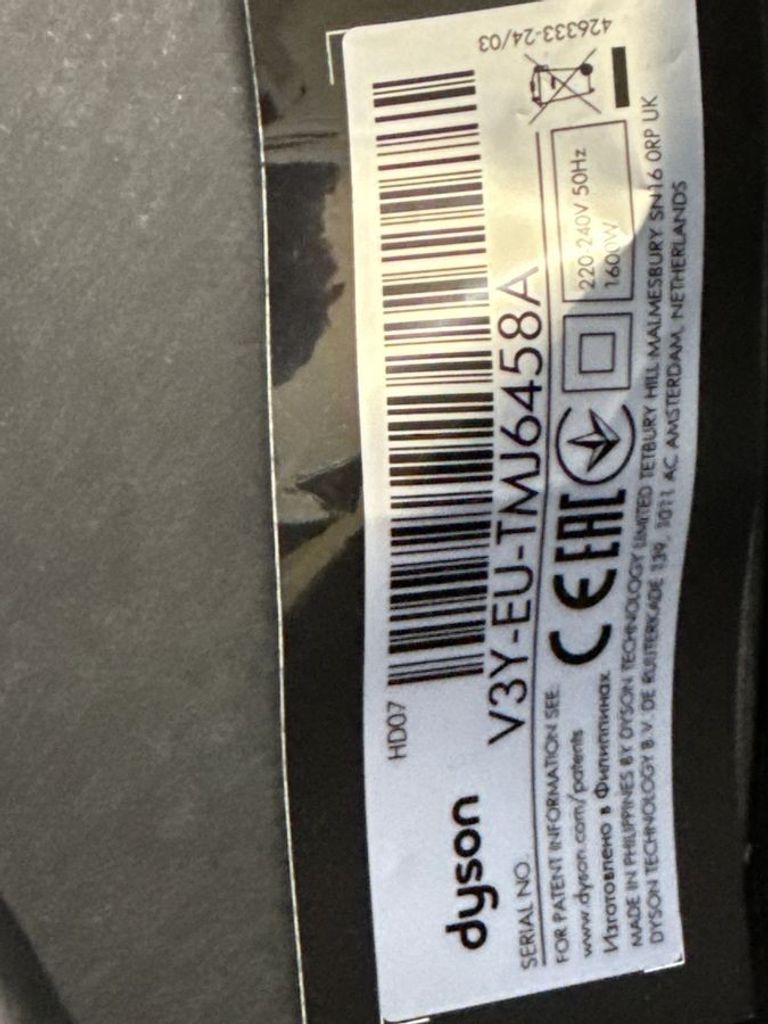 dyson
HD07
SERIAL NO.
V3Y-EU-TMJ6458A
FOR PATENT INFORMATION SEE:
www.dyson.com/patents
Изготовлено в Филиппинах
CE EAC
220-240V 50Hz
1600W
MADE IN PHILIPPINES BY DYSON TECHNOLOGY LIMITED TETBURY HILL MALMESBURY SN16 0RP UK
DYSON TECHNOLOGY B.V. DE RUIJTERKADE 139, 1011 AC AMSTERDAM, NETHERLANDS
426333-24/03